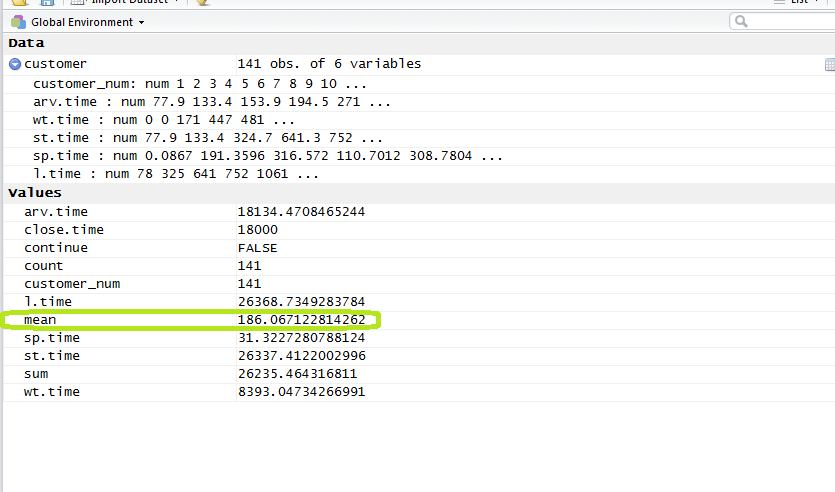 Import Dataset
List
Global Environment
Data
customer 141 obs. of 6 variables
customer_num: num 1 2 3 4 5 6 7 8 9 10 ...
arv.time : num 77.9 133.4 153.9 194.5 271 ...
wt.time : num 0 0 171 447 481 ...
st.time : num 77.9 133.4 324.7 641.3 752 ...
sp.time : num 0.0867 191.3596 316.572 110.7012 308.7804 ...
l.time : num 78 325 641 752 1061 ...
Values
arv.time 18134.4708465244
close.time 18000
continue FALSE
count 141
customer_num 141
l.time 26368.7349283784
mean 186.067122814262
sp.time 31.3227280788124
st.time 26337.4122002996
sum 26235.464316811
wt.time 8393.04734266991